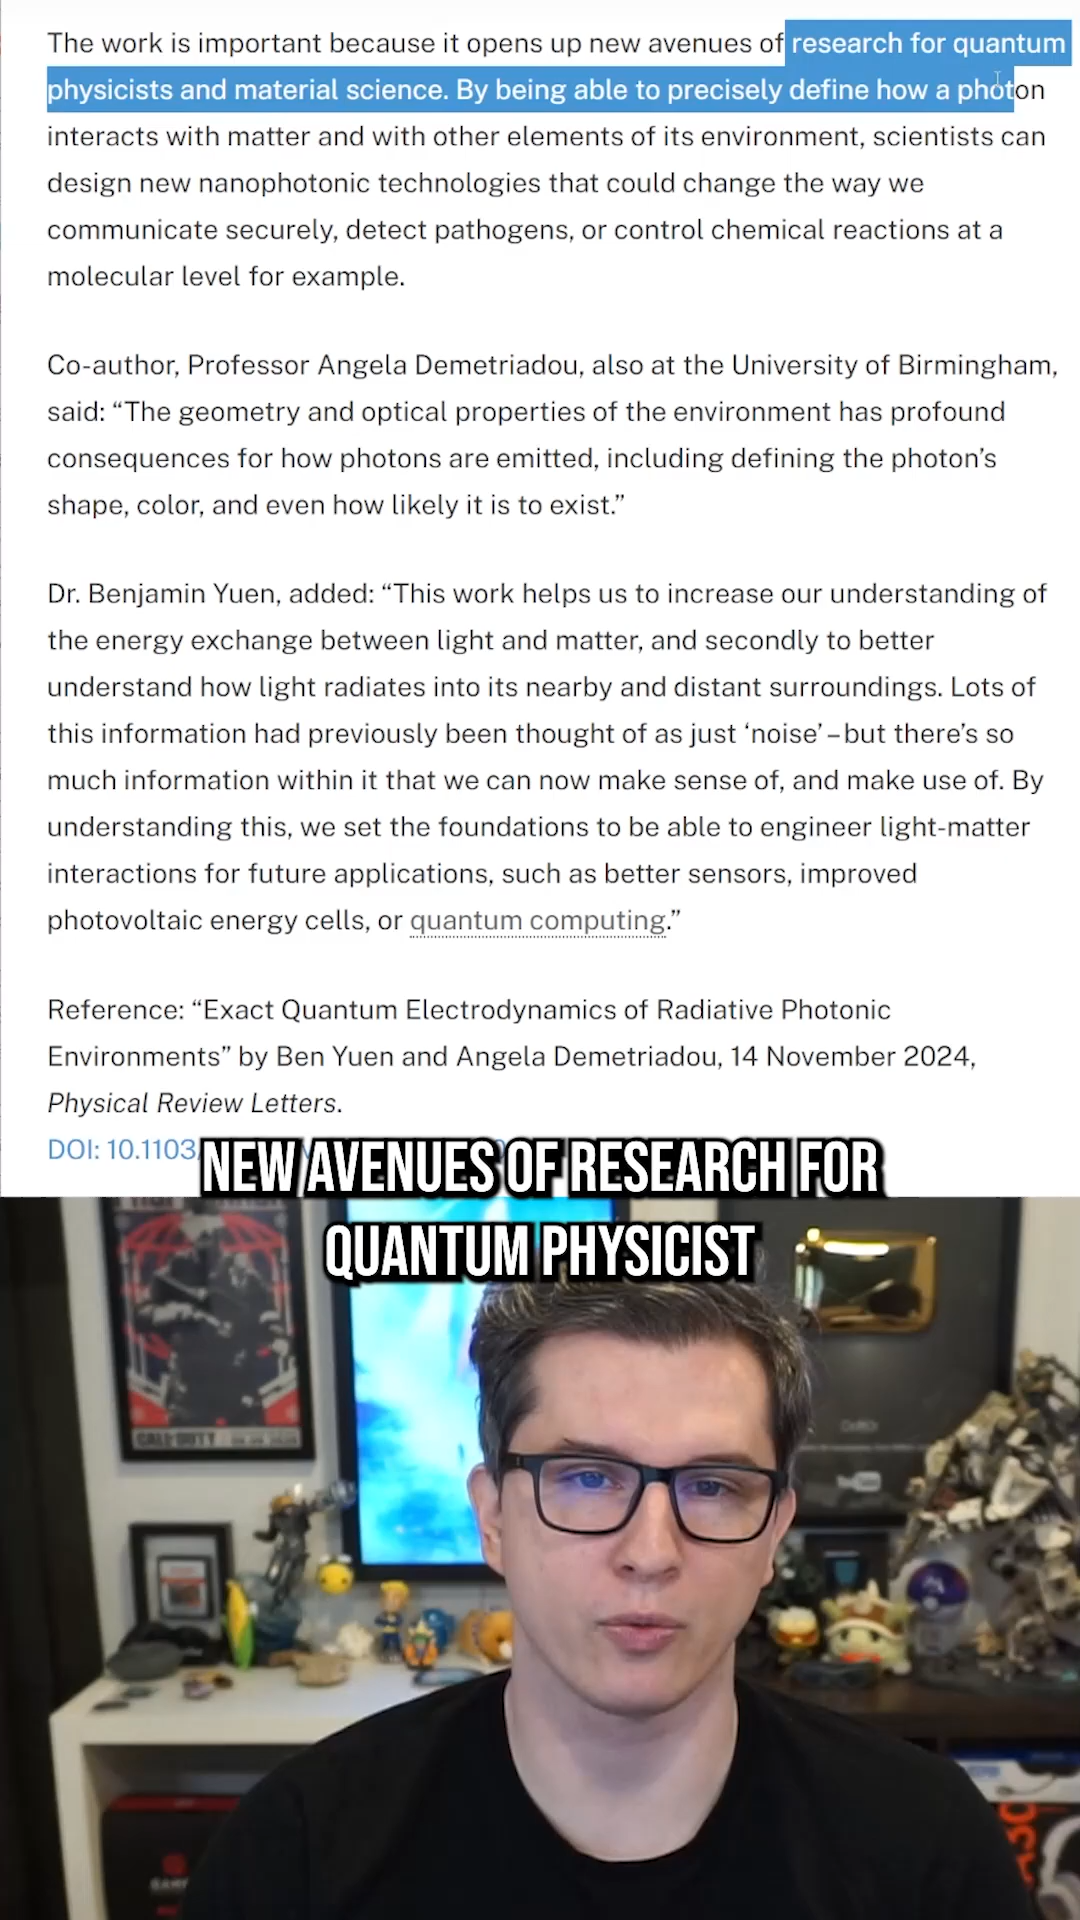 The work is important because it opens up new avenues of research for quantum
physicists and material science. By being able to precisely define how a photon
interacts with matter and with other elements of its environment, scientists can
design new nanophotonic technologies that could change the way we
communicate securely, detect pathogens, or control chemical reactions at a
molecular level for example.
Co-author, Professor Angela Demetriadou, also at the University of Birmingham,
said: “The geometry and optical properties of the environment has profound
consequences for how photons are emitted, including defining the photon’s
shape, color, and even how likely it is to exist.”
Dr. Benjamin Yuen, added: “This work helps us to increase our understanding of
the energy exchange between light and matter, and secondly to better
understand how light radiates into its nearby and distant surroundings. Lots of
this information had previously been thought of as just ‘noise’ – but there’s so
much information within it that we can now make sense of, and make use of. By
understanding this, we set the foundations to be able to engineer light-matter
interactions for future applications, such as better sensors, improved
photovoltaic energy cells, or quantum computing.”
Reference: “Exact Quantum Electrodynamics of Radiative Photonic
Environments” by Ben Yuen and Angela Demetriadou, 14 November 2024,
Physical Review Letters.
DOI: 10.1103
NEW AVENUES OF RESEARCH FOR
QUANTUM PHYSICIST
CALL OF DUTY